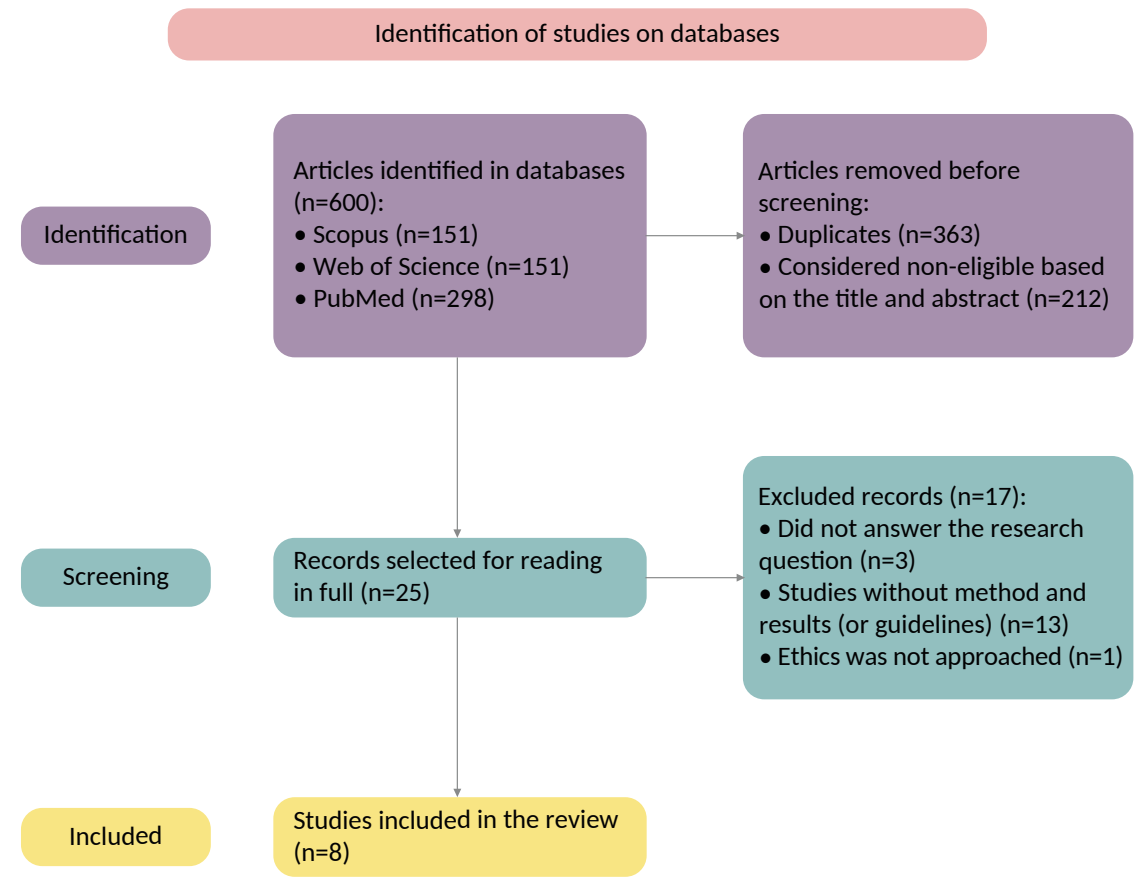 Identification of studies on databases
Identification
Articles identified in databases
(n=600):
• Scopus (n=151)
• Web of Science (n=151)
• PubMed (n=298)
Articles removed before
screening:
• Duplicates (n=363)
• Considered non-eligible based
on the title and abstract (n=212)
Screening
Records selected for reading
in full (n=25)
Excluded records (n=17):
• Did not answer the research
question (n=3)
• Studies without method and
results (or guidelines) (n=13)
• Ethics was not approached (n=1)
Included
Studies included in the review
(n=8)